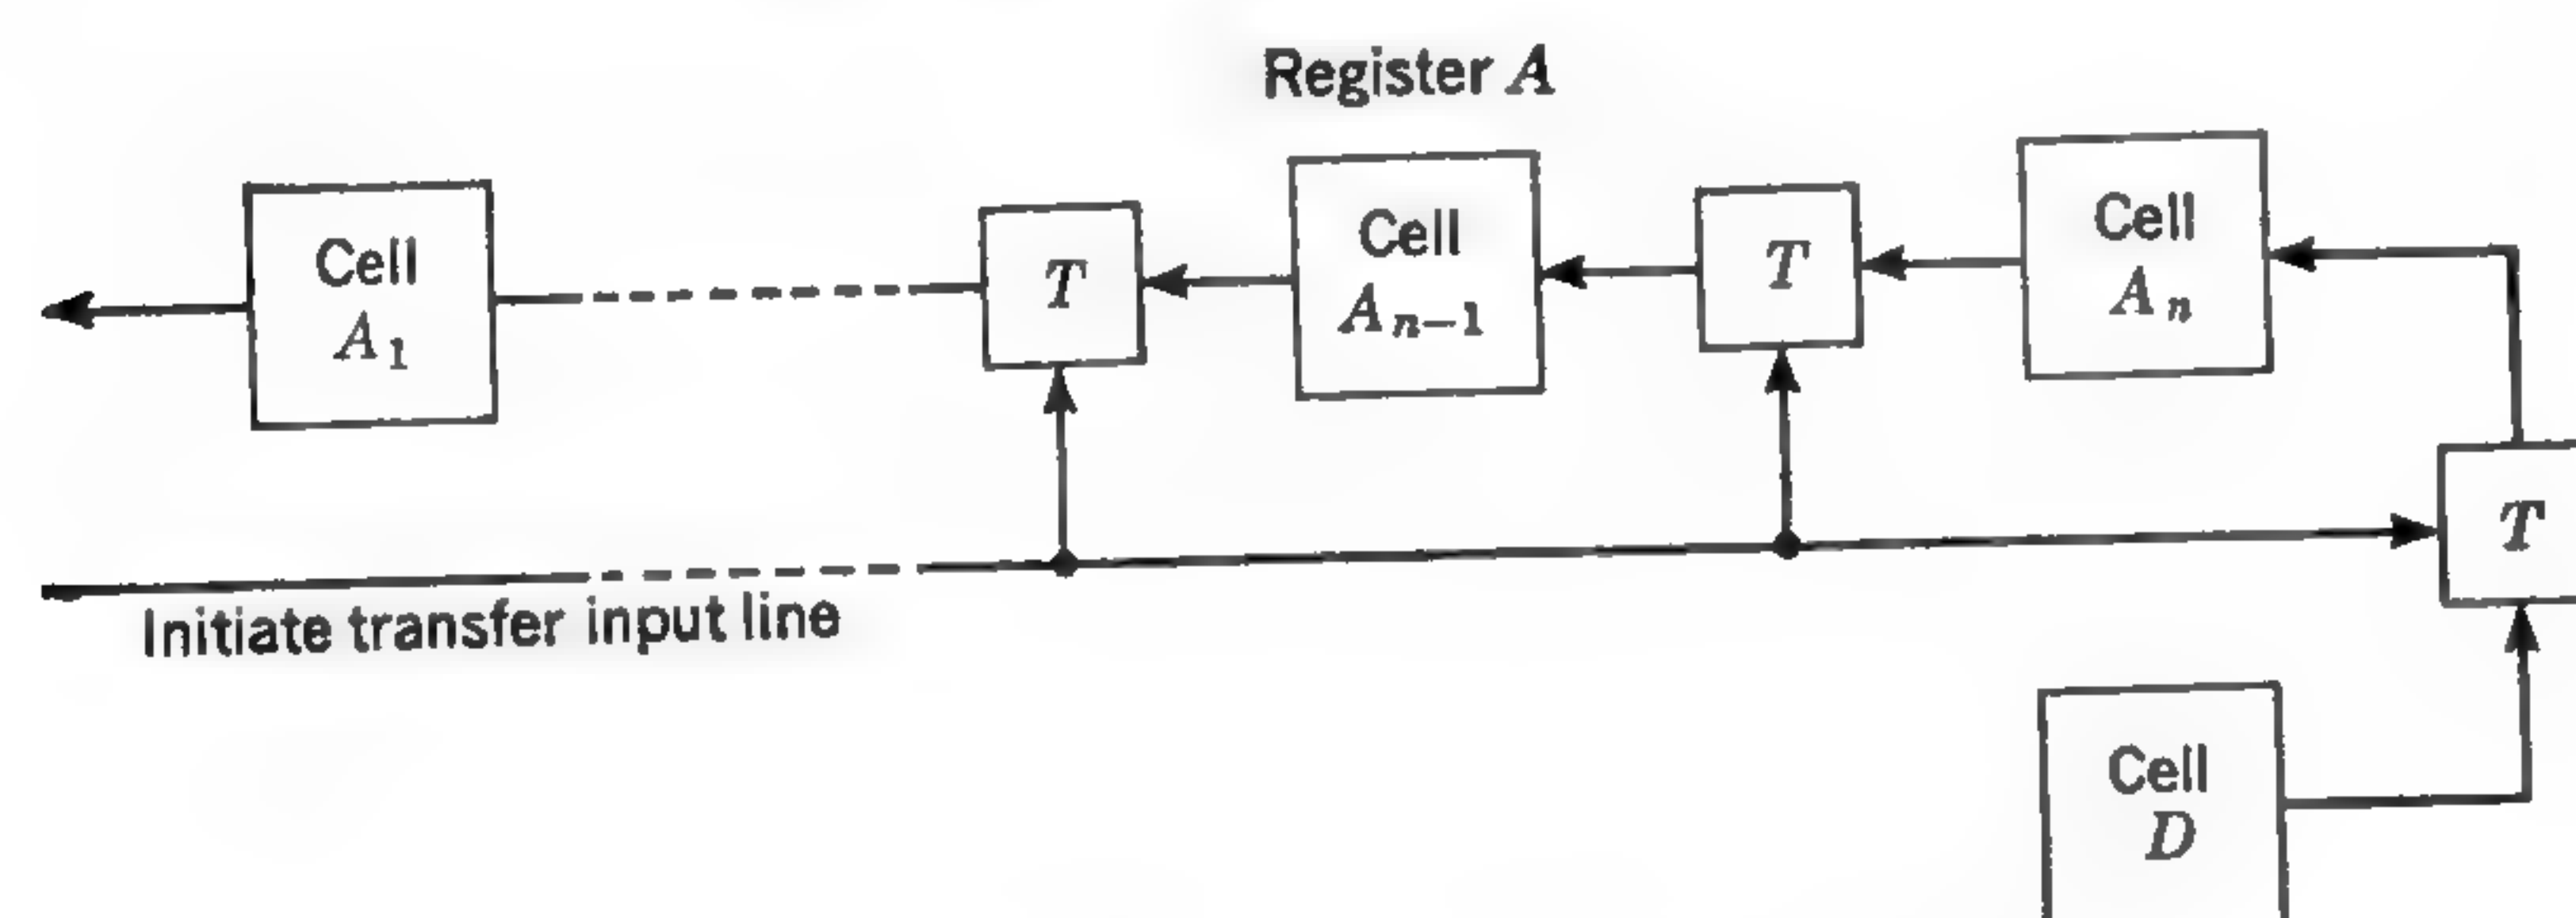 Register A
Cell
A1
T
Cell
An-1
T
Cell
An
T
Initiate transfer input line
Cell
D